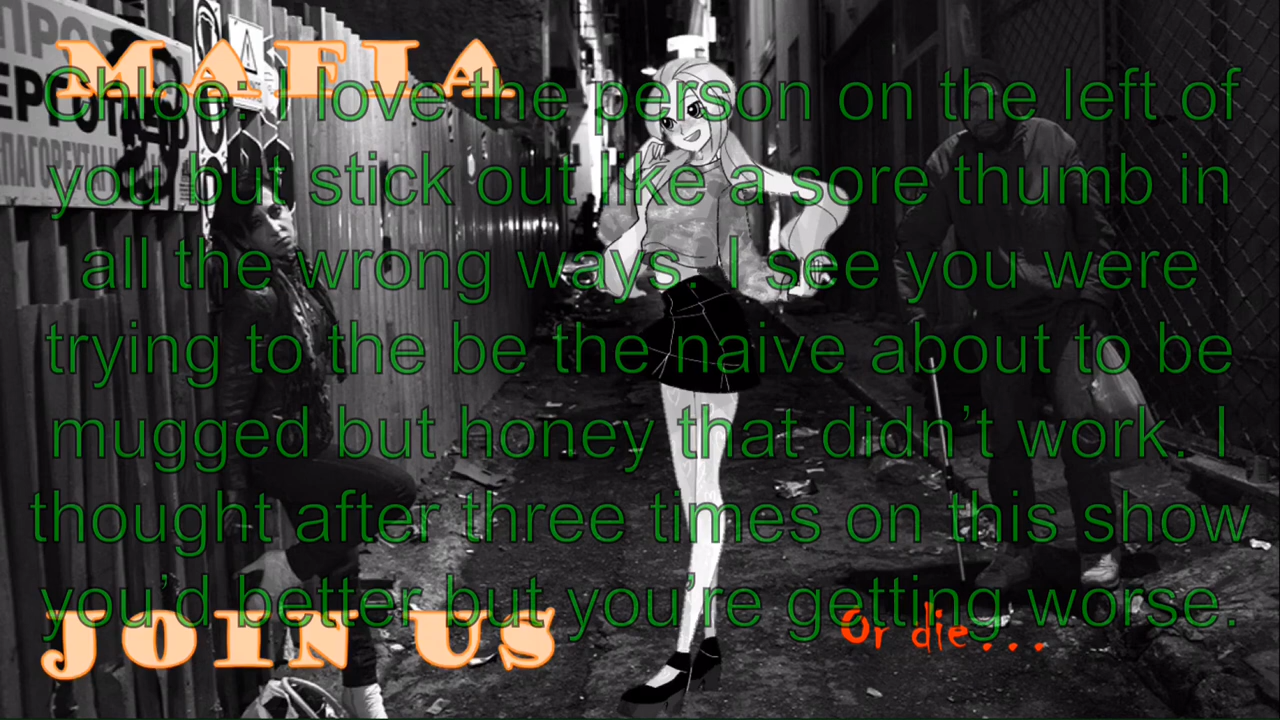 ΠΡΟΣ
MAFIA
Chloe: I love the person on the left of
you but stick out like a sore thumb in
all the wrong ways. I see you were
trying to the be the naive about to be
mugged but honey that didn't work. I
thought after three times on this show
you'd better but you're getting worse.
JOIN US
Or die...